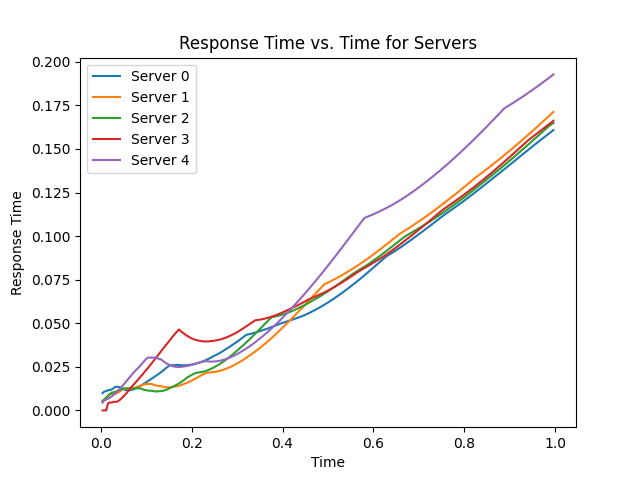 Response Time vs. Time for Servers
Server 0
Server 1
Server 2
Server 3
Server 4
Response Time
0.200
0.175
0.150
0.125
0.100
0.075
0.050
0.025
0.000
0.0
0.2
0.4
0.6
0.8
1.0
Time